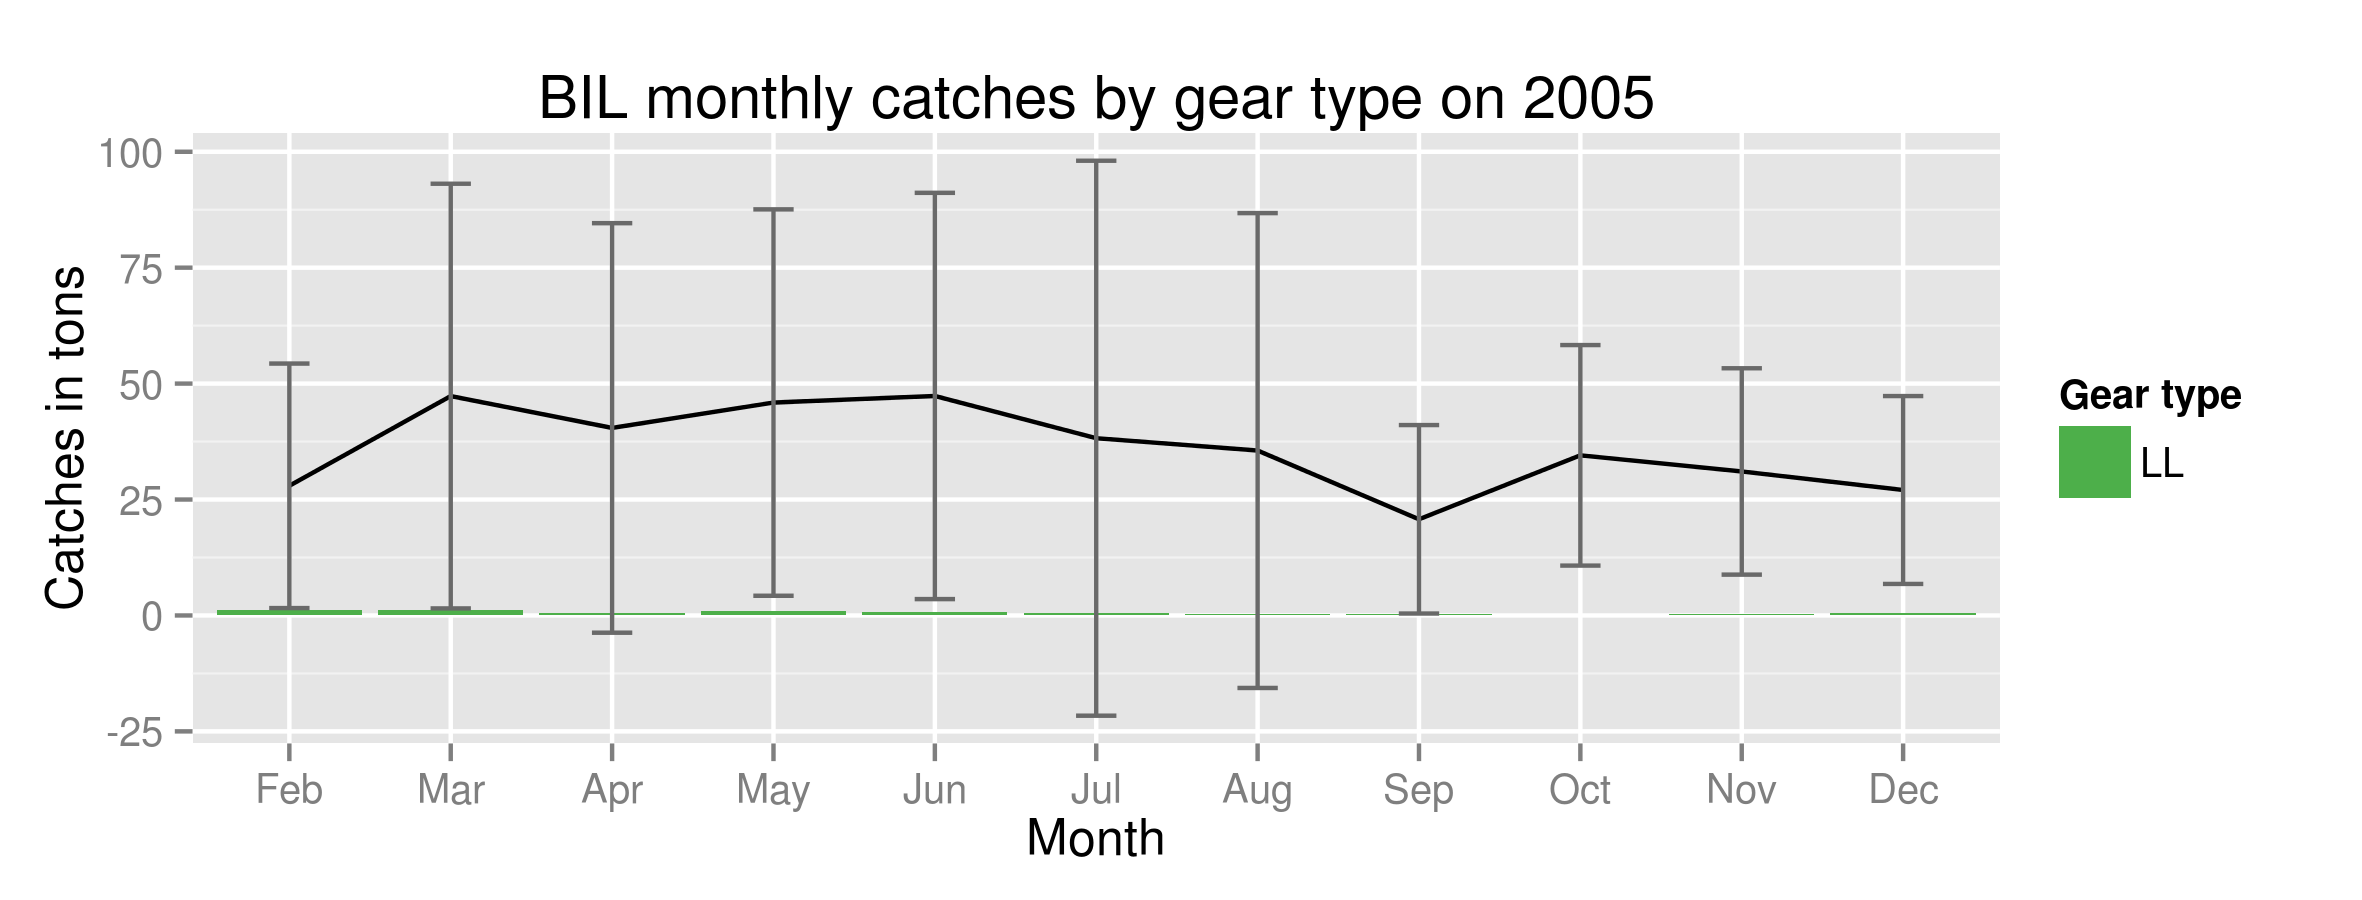 BIL monthly catches by gear type on 2005
Catches in tons
100
75
50
25
0
-25
Feb Mar Apr May Jun Jul Aug Sep Oct Nov Dec
Month
Gear type
LL